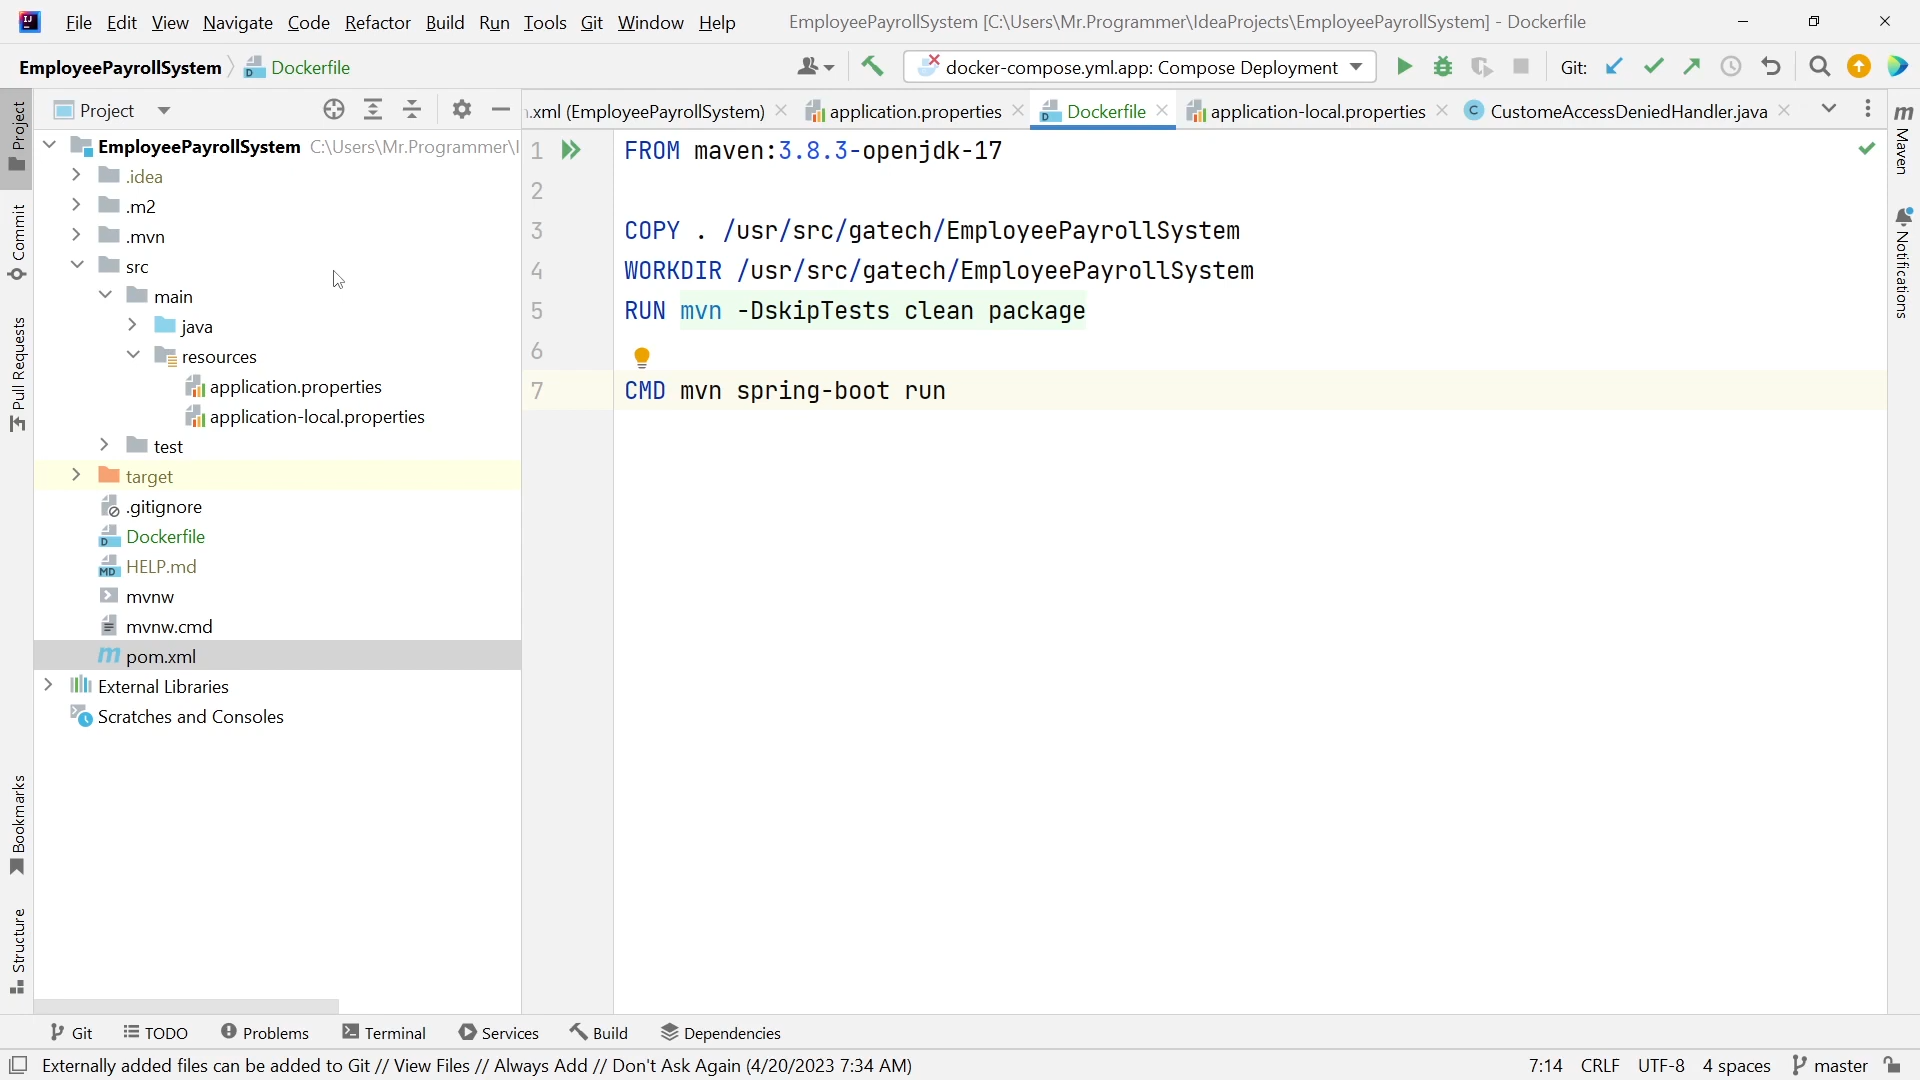 File Edit View Navigate Code Refactor Build Run Tools Git Window Help EmployeePayrollSystem [C:\Users\Mr.Programmer\IdeaProjects\EmployeePayrollSystem] - Dockerfile
EmployeePayrollSystem Dockerfile docker-compose.yml.app: Compose Deployment Git:
Project .xml (EmployeePayrollSystem) application.properties Dockerfile application-local.properties CustomeAccessDeniedHandler.java
EmployeePayrollSystem C:\Users\Mr.Programmer\I
.idea
.m2
.mvn
src
main
java
resources
application.properties
application-local.properties
test
target
.gitignore
Dockerfile
HELP.md
mvnw
mvnw.cmd
pom.xml
External Libraries
Scratches and Consoles
1 FROM maven:3.8.3-openjdk-17
2
3 COPY . /usr/src/gatech/EmployeePayrollSystem
4 WORKDIR /usr/src/gatech/EmployeePayrollSystem
5 RUN mvn -DskipTests clean package
6
7 CMD mvn spring-boot run
Project
Commit
Pull Requests
Bookmarks
Structure
Maven
Notifications
Git TODO Problems Terminal Services Build Dependencies
Externally added files can be added to Git // View Files // Always Add // Don't Ask Again (4/20/2023 7:34 AM) 7:14 CRLF UTF-8 4 spaces master